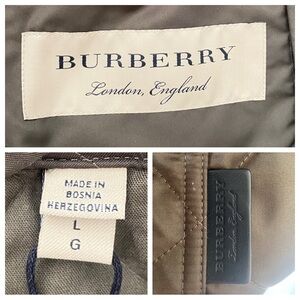 BURBERRY
London, England
MADE IN
BOSNIA
HERZEGOVINA
L
G
BURBERRY
London, England